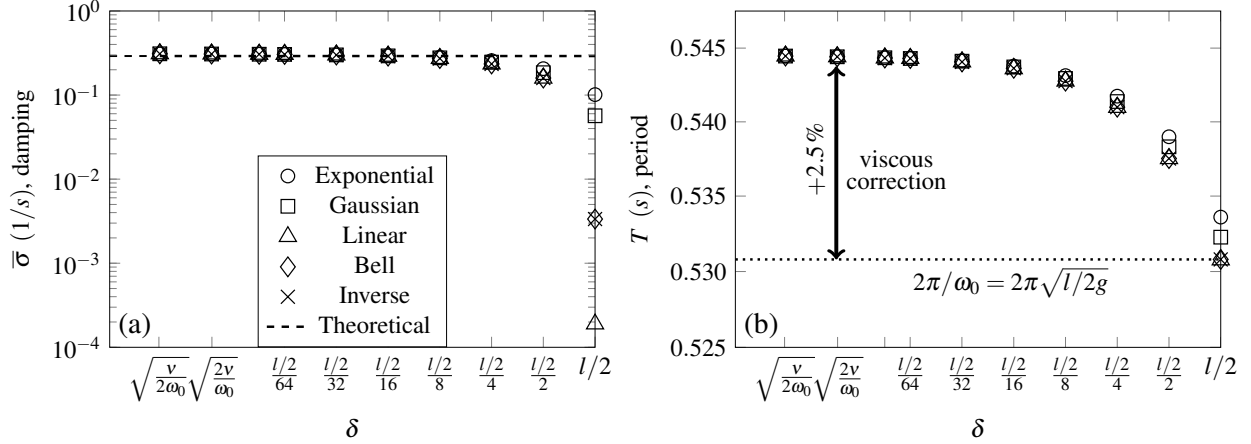 10⁰
10⁻¹
10⁻²
10⁻³
10⁻⁴
σ̅ (1/s), damping
Exponential
Gaussian
Linear
Bell
Inverse
Theoretical
(a)
√(ν/2ω₀) √(2ν/ω₀) (l/2)/64 (l/2)/32 (l/2)/16 (l/2)/8 (l/2)/4 (l/2)/2 l/2
δ
0.545
0.540
0.535
0.530
0.525
T (s), period
+2.5%
viscous
correction
2π/ω₀ = 2π√(l/2g)
(b)
√(ν/2ω₀) √(2ν/ω₀) (l/2)/64 (l/2)/32 (l/2)/16 (l/2)/8 (l/2)/4 (l/2)/2 l/2
δ